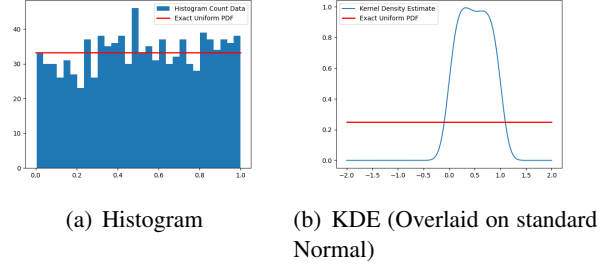 Histogram Count Data
Exact Uniform PDF
40
30
20
10
0
0.0 0.2 0.4 0.6 0.8 1.0
Kernel Density Estimate
Exact Uniform PDF
1.0
0.8
0.6
0.4
0.2
0.0
-2.0 -1.5 -1.0 -0.5 0.0 0.5 1.0 1.5 2.0
(a) Histogram
(b) KDE (Overlaid on standard
Normal)